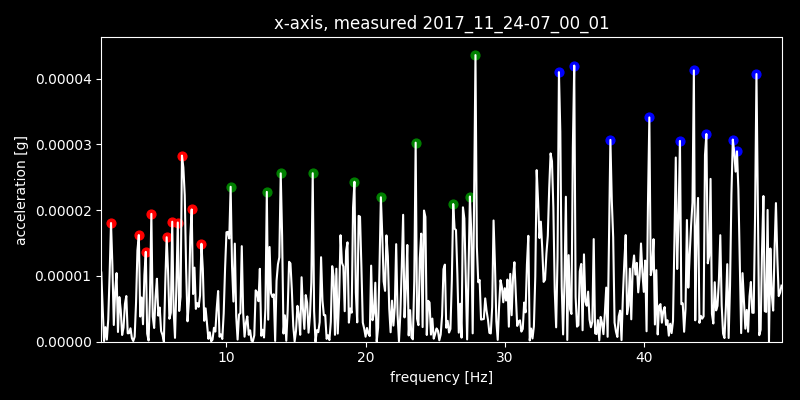 x-axis, measured 2017_11_24-07_00_01
0.00004
0.00003
0.00002
0.00001
0.00000
acceleration [g]
10 20 30 40
frequency [Hz]